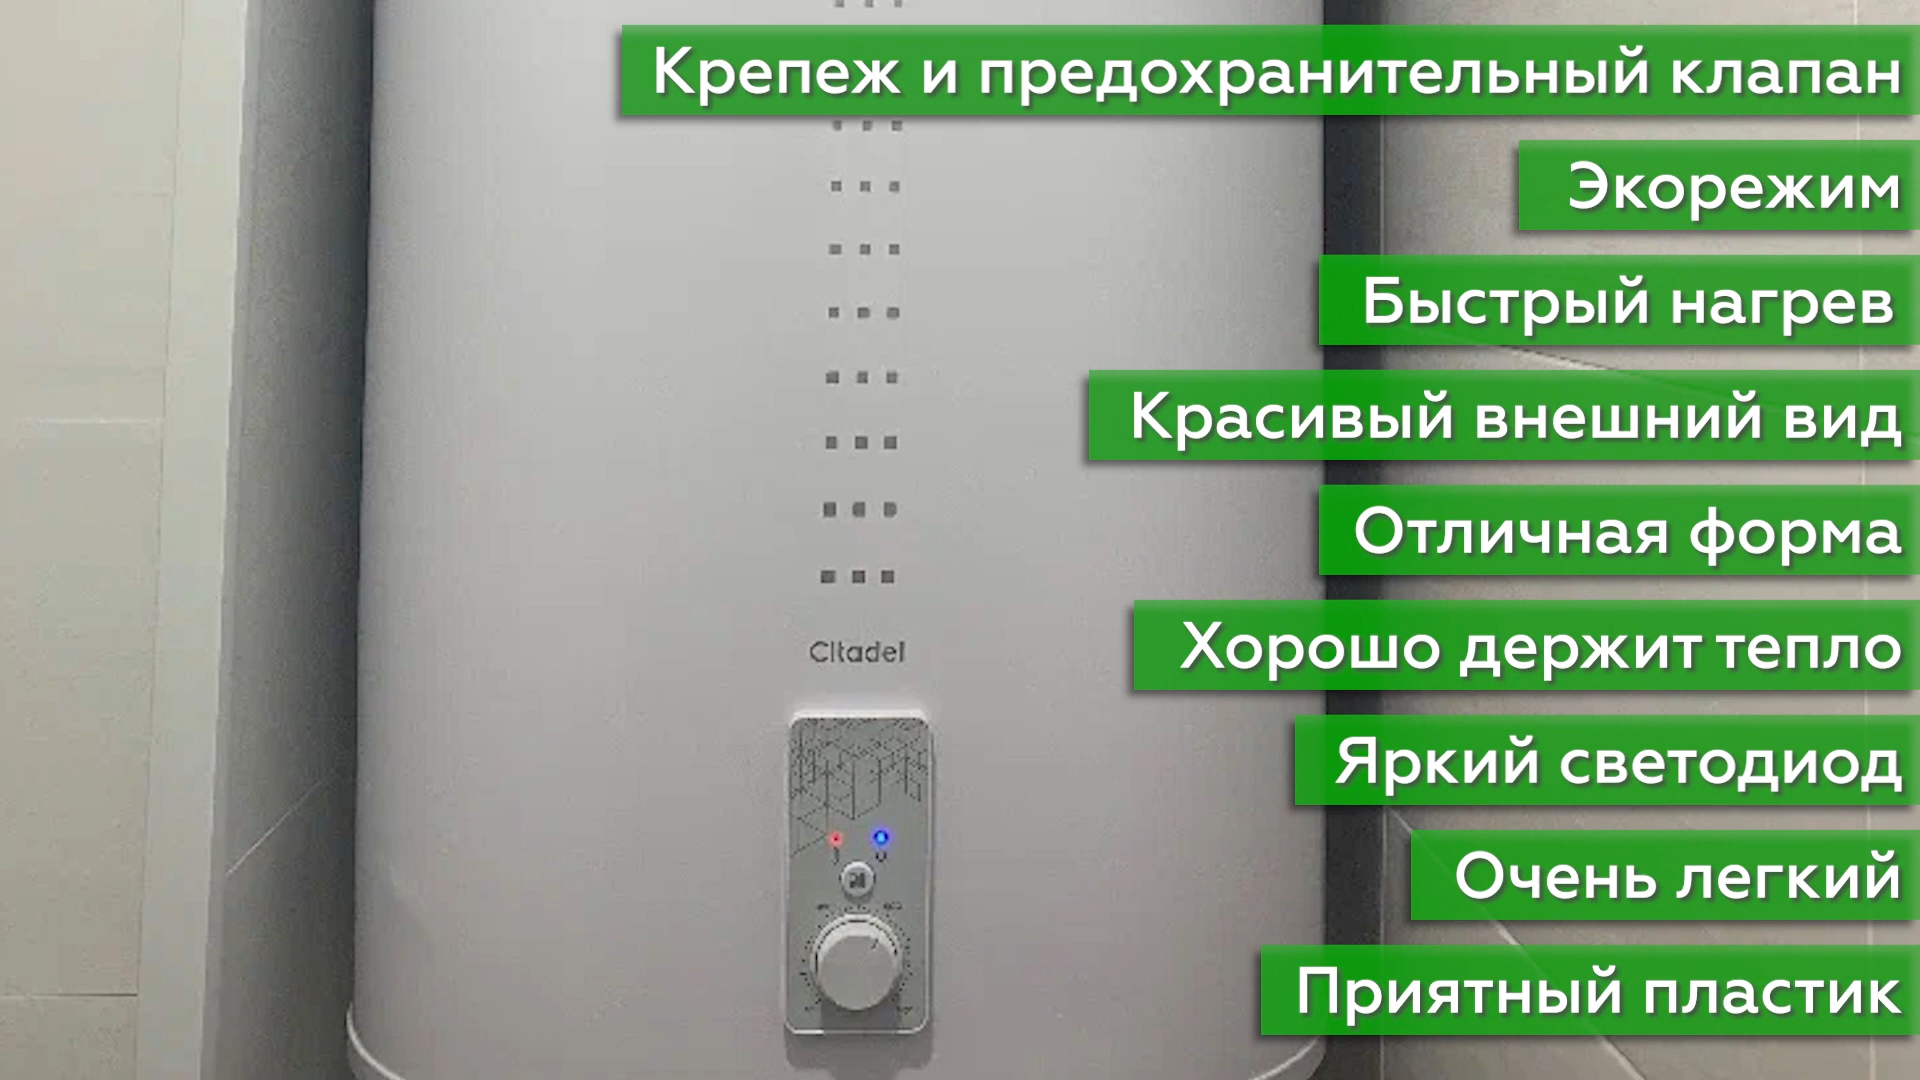 Крепеж и предохранительный клапан
Экорежим
Быстрый нагрев
Красивый внешний вид
Отличная форма
Хорошо держит тепло
Citadel
Яркий светодиод
Очень легкий
Приятный пластик